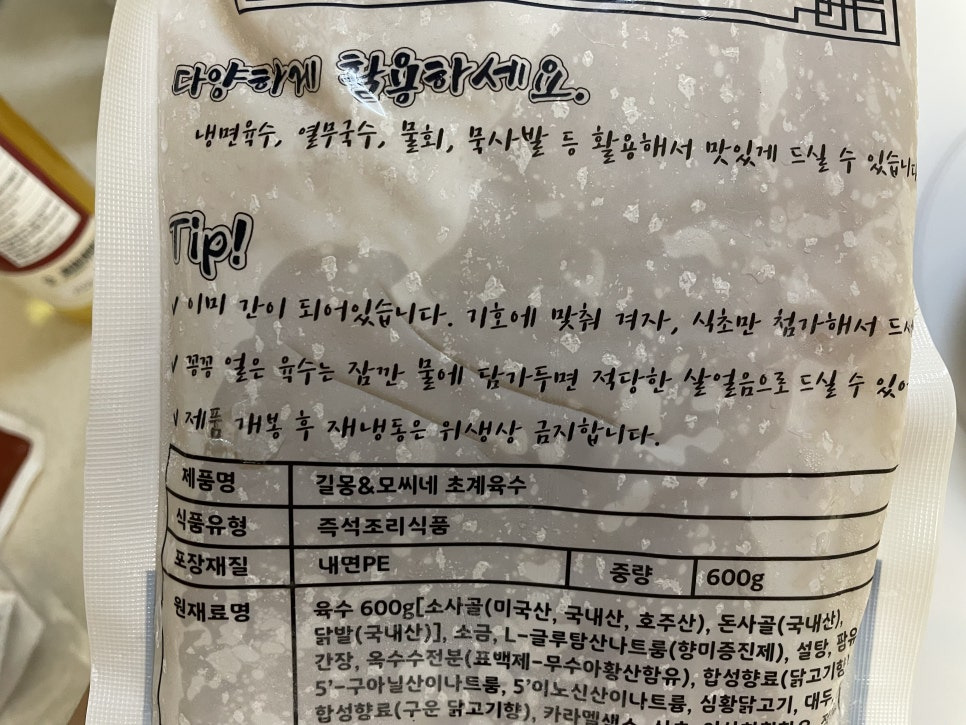 다양하게 활용하세요.
냉면육수, 열무국수, 물회, 묵사발 등 활용해서 맛있게 드실 수
Tip!
√ 이미 간이 되어있습니다. 기호에 맞춰 겨자, 식초만 첨가해서
√ 꽁꽁 얼은 육수는 잠깐 물에 담가두면 적당한 살얼음으로 드실 수
√ 제품 개봉 후 재냉동은 위생상 금지합니다.
제품명 길몽&모씨네 초계육수
식품유형 즉석조리식품
포장재질 내면PE 중량 600g
원재료명 육수 600g[소사골(미국산, 국내산, 호주산), 돈사골(국내산),
닭발(국내산)], 소금, L-글루탐산나트륨(향미증진제), 설탕, 팜유
간장, 옥수수전분(표백제-무수아황산함유), 합성향료(닭고기향
5'-구아닐산이나트륨, 5'이노신산이나트륨, 심황닭고기, 대두
합성향료(구운 닭고기향), 카라멜색소,